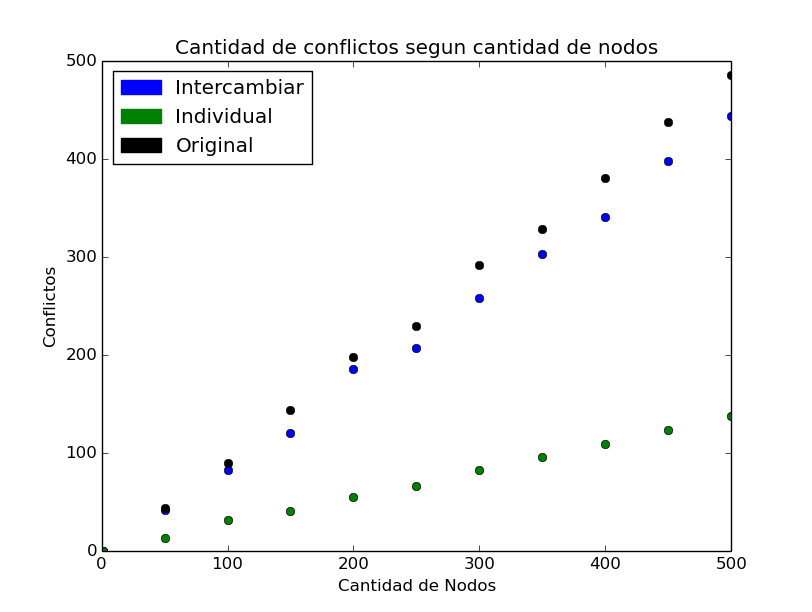 Cantidad de conflictos segun cantidad de nodos
500
Intercambiar
Individual
Original
400
300
200
100
0
Conflictos
0 100 200 300 400 500
Cantidad de Nodos